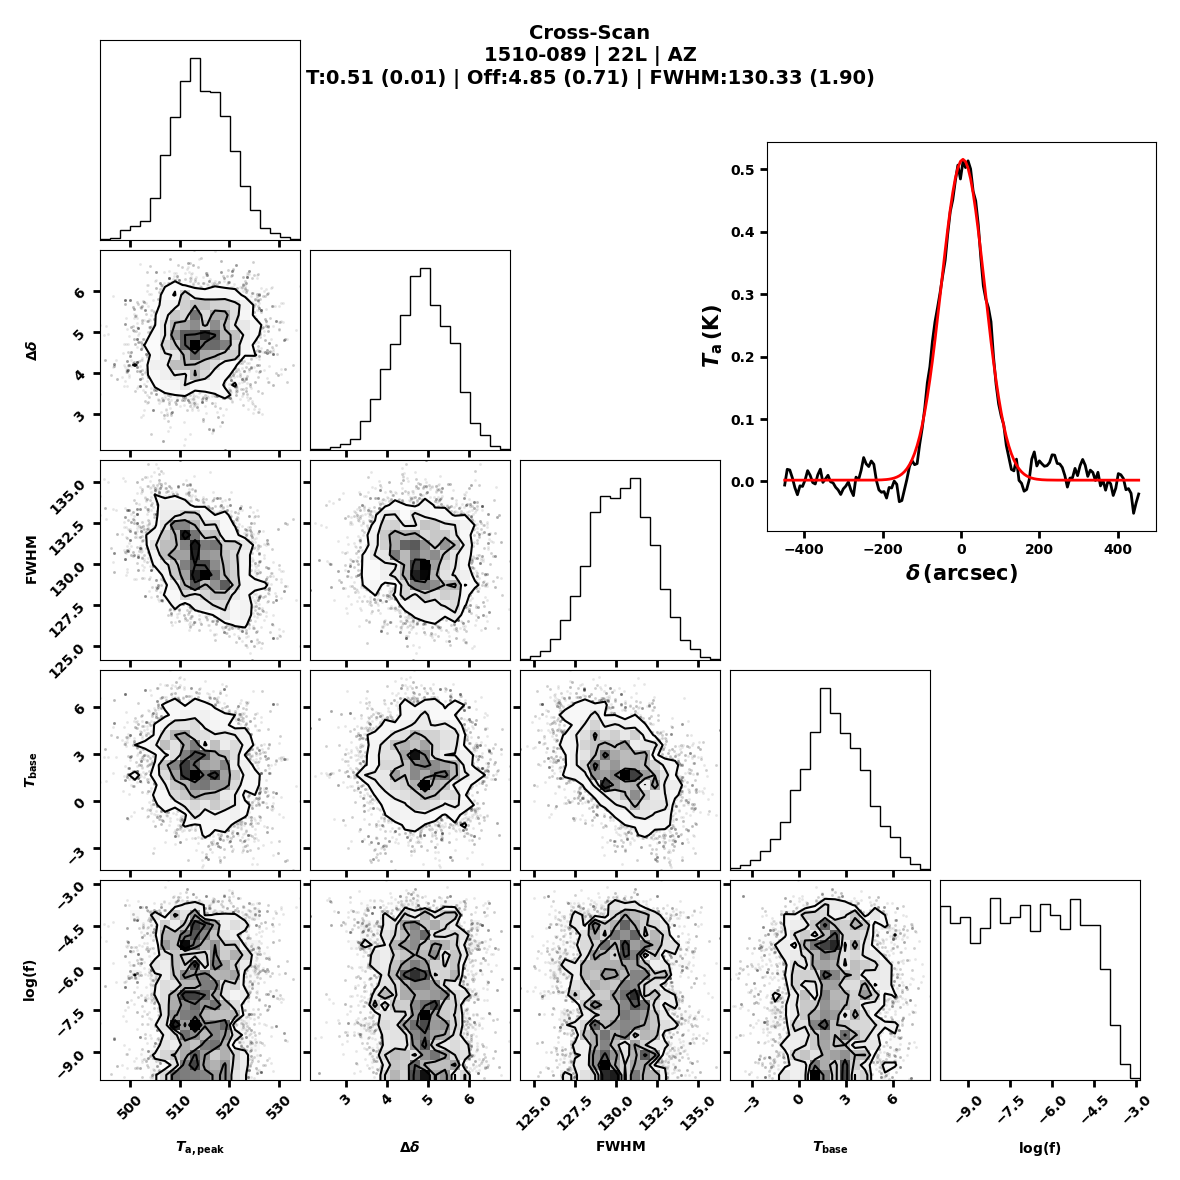 Cross-Scan
1510-089 | 22L | AZ
T:0.51 (0.01) | Off:4.85 (0.71) | FWHM:130.33 (1.90)
0.5
0.4
0.3
0.2
0.1
0.0
Ta (K)
−400 −200 0 200 400
δ (arcsec)
6
5
4
3
Δδ
135.0
132.5
130.0
127.5
125.0
FWHM
6
3
0
−3
Tbase
−3.0
−4.5
−6.0
−7.5
−9.0
log(f)
500 510 520 530 3 4 5 6 125.0 127.5 130.0 132.5 135.0 −3 0 3 6 −9.0 −7.5 −6.0 −4.5 −3.0
Ta,peak Δδ FWHM Tbase log(f)